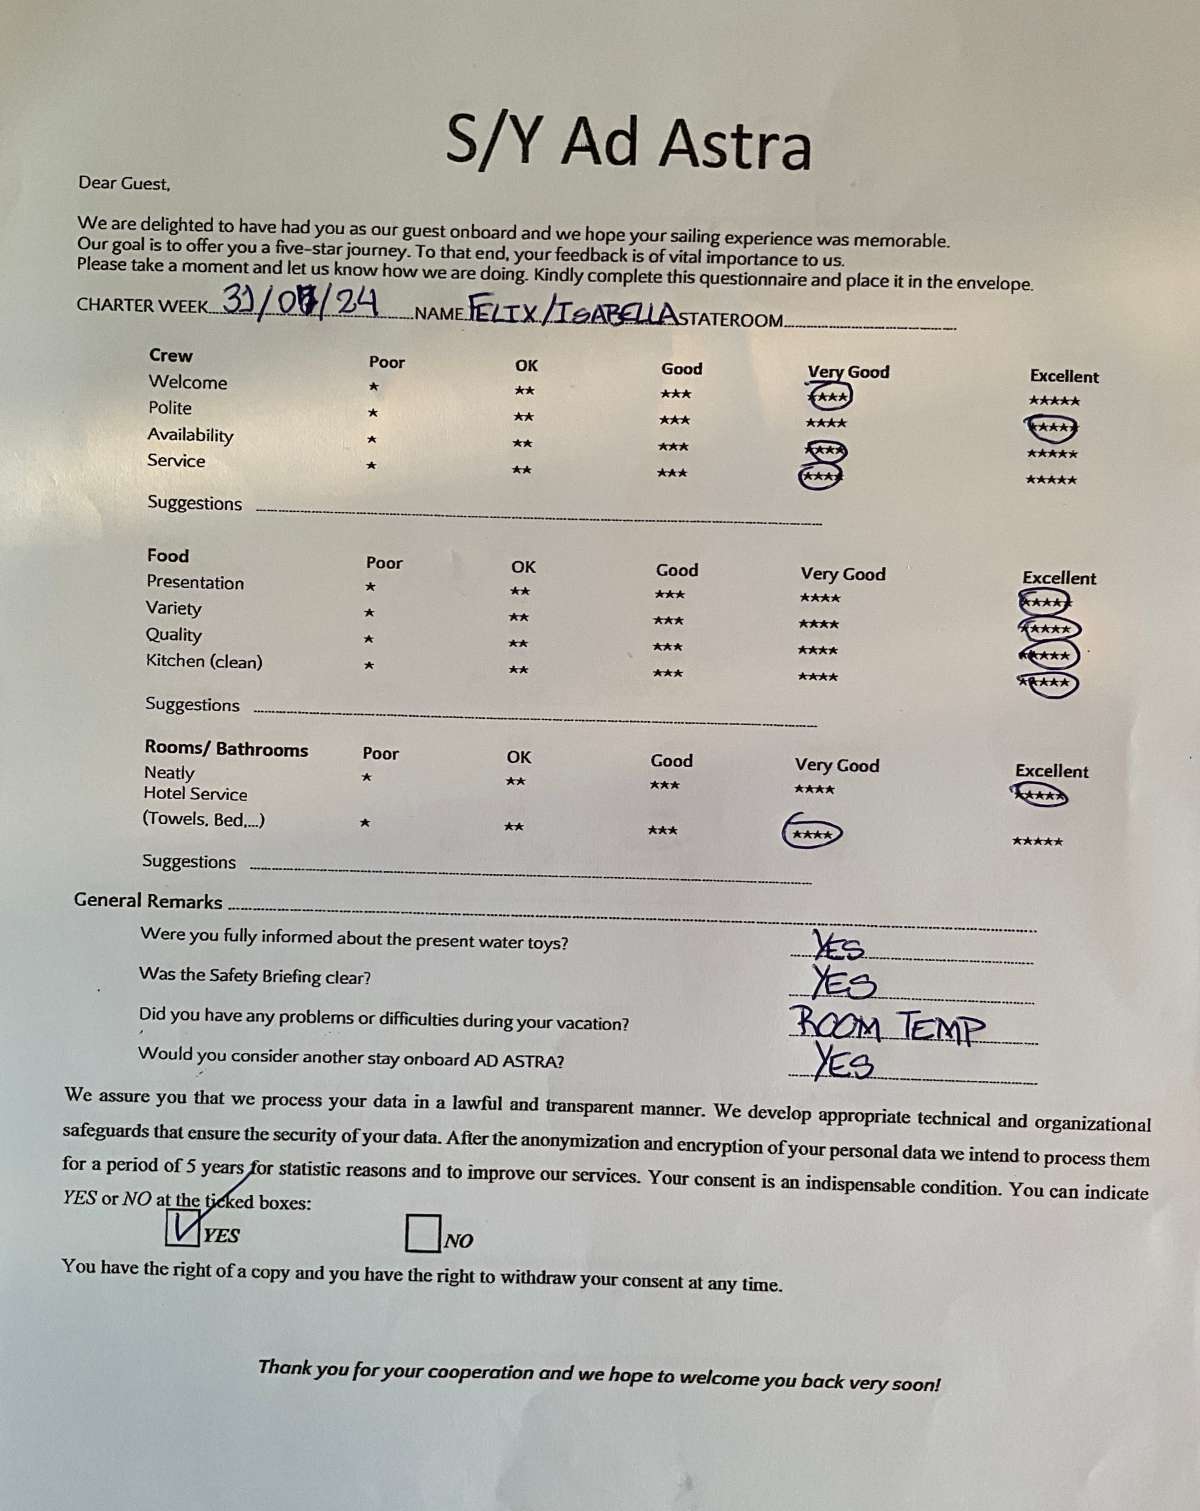 S/Y Ad Astra
Dear Guest,
We are delighted to have had you as our guest onboard and we hope your sailing experience was memorable.
Our goal is to offer you a five-star journey. To that end, your feedback is of vital importance to us.
Please take a moment and let us know how we are doing. Kindly complete this questionnaire and place it in the envelope.
CHARTER WEEK 31/07/24 NAME FELIX/ISABELLA STATEROOM
Crew Poor OK Good Very Good Excellent
Welcome ★ ★★ ★★★ ★★★★ ★★★★★
Polite ★ ★★ ★★★ ★★★★ ★★★★★
Availability ★ ★★ ★★★ ★★★★ ★★★★★
Service ★ ★★ ★★★ ★★★★ ★★★★★
Suggestions
Food Poor OK Good Very Good Excellent
Presentation ★ ★★ ★★★ ★★★★ ★★★★★
Variety ★ ★★ ★★★ ★★★★ ★★★★★
Quality ★ ★★ ★★★ ★★★★ ★★★★★
Kitchen (clean) ★ ★★ ★★★ ★★★★ ★★★★★
Suggestions
Rooms/ Bathrooms Poor OK Good Very Good Excellent
Neatly ★ ★★ ★★★ ★★★★ ★★★★★
Hotel Service
(Towels, Bed,...) ★ ★★ ★★★ ★★★★ ★★★★★
Suggestions
General Remarks
Were you fully informed about the present water toys? YES
Was the Safety Briefing clear? YES
Did you have any problems or difficulties during your vacation? ROOM TEMP
Would you consider another stay onboard AD ASTRA? YES
We assure you that we process your data in a lawful and transparent manner. We develop appropriate technical and organizational
safeguards that ensure the security of your data. After the anonymization and encryption of your personal data we intend to process them
for a period of 5 years for statistic reasons and to improve our services. Your consent is an indispensable condition. You can indicate
YES or NO at the ticked boxes:
YES NO
You have the right of a copy and you have the right to withdraw your consent at any time.
Thank you for your cooperation and we hope to welcome you back very soon!